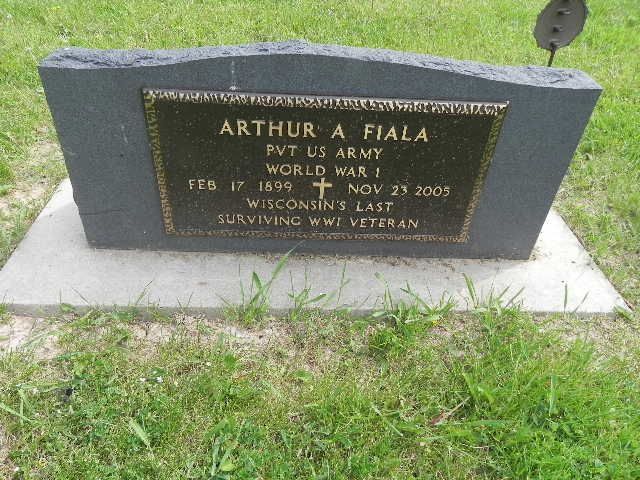 ARTHUR A FIALA
PVT US ARMY
WORLD WAR I
FEB 17 1899 NOV 23 2005
WISCONSIN'S LAST
SURVIVING WWI VETERAN